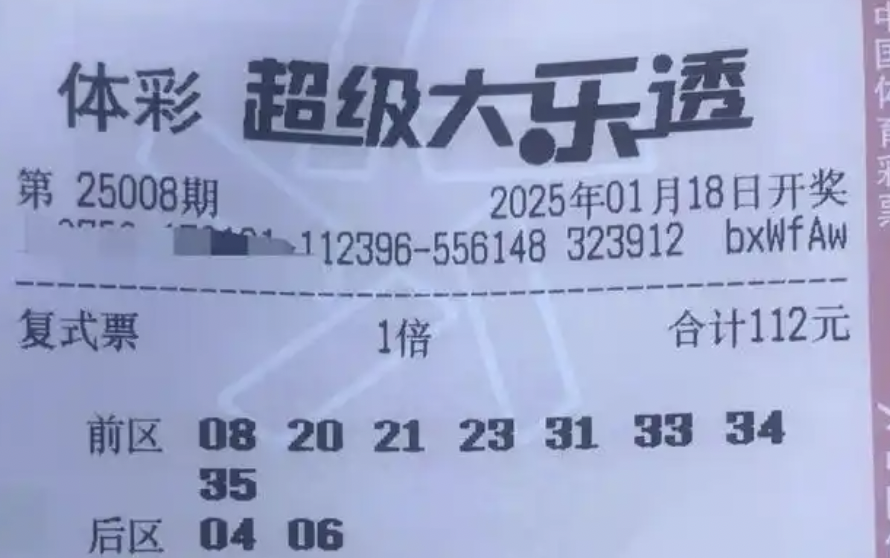 体彩 超级大乐透
第 25008期 2025年01月18日开奖
112396-556148 323912 bxWfAw
复式票 1倍 合计112元
前区 08 20 21 23 31 33 34
35
后区 04 06
中国体育彩票